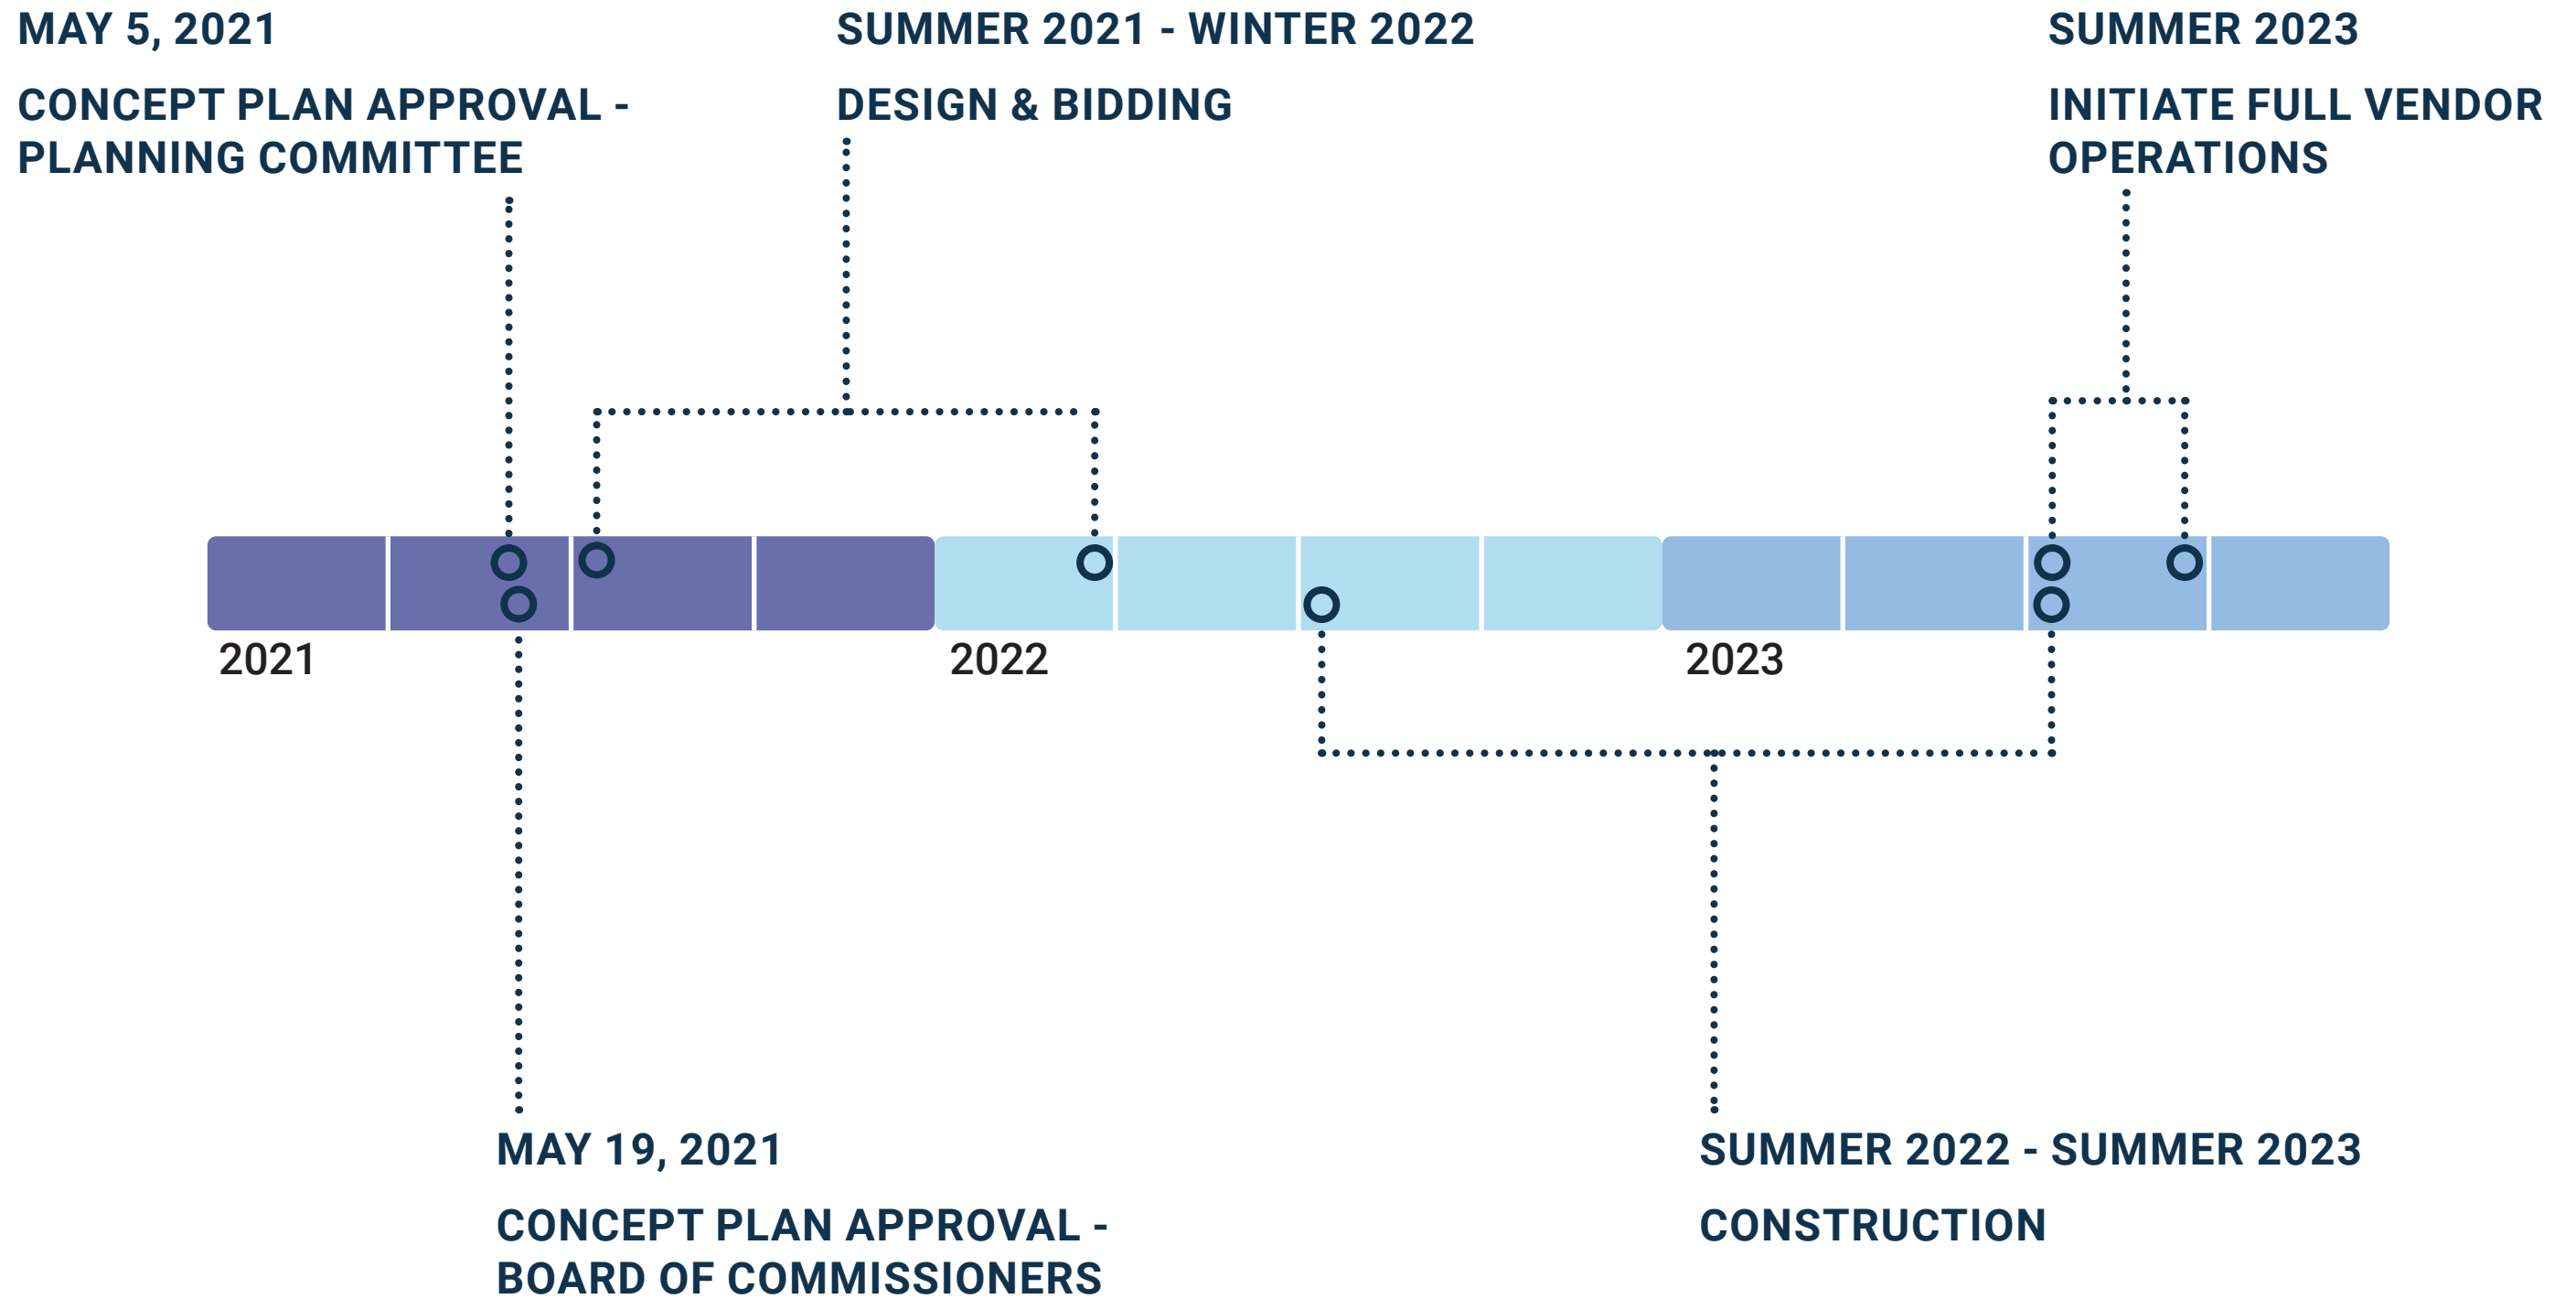 MAY 5, 2021
CONCEPT PLAN APPROVAL -
PLANNING COMMITTEE
SUMMER 2021 - WINTER 2022
DESIGN & BIDDING
SUMMER 2023
INITIATE FULL VENDOR
OPERATIONS
2021
2022
2023
MAY 19, 2021
CONCEPT PLAN APPROVAL -
BOARD OF COMMISSIONERS
SUMMER 2022 - SUMMER 2023
CONSTRUCTION